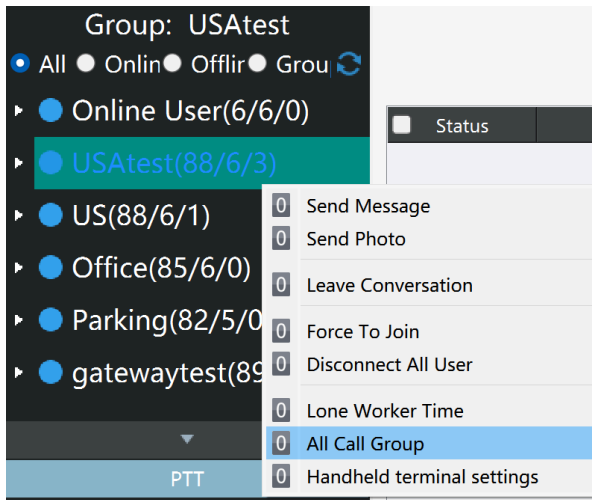 Group: USAtest
All Onlin Offlir Grou
Online User(6/6/0)
Status
USAtest(88/6/3)
US(88/6/1)
Office(85/6/0)
Parking(82/5/0
gatewaytest(89
PTT
0 Send Message
0 Send Photo
0 Leave Conversation
0 Force To Join
0 Disconnect All User
0 Lone Worker Time
0 All Call Group
0 Handheld terminal settings